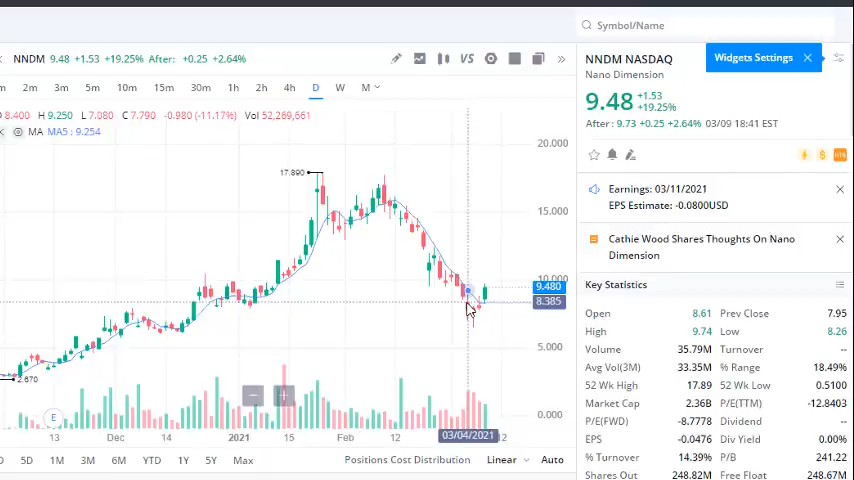 Symbol/Name
NNDM 9.48 +1.53 +19.25% After: +0.25 +2.64%
VS
NNDM NASDAQ
Nano Dimension
Widgets Settings
2m 3m 5m 10m 15m 30m 1h 2h 4h D W M
9.48 +1.53
+19.25%
After : 9.73 +0.25 +2.64% 03/09 18:41 EST
8.400 H 9.250 L 7.080 C 7.790 -0.980 (-11.17%) Vol 52,269,661
MA MA5 : 9.254
NTB
20.000
17.890
15.000
10.000
9.480
8.385
5.000
2.670
0.000
E
13 Dec 14 2021 15 Feb 12 03/04/2021 12
5D 1M 3M 6M YTD 1Y 5Y Max
Positions Cost Distribution Linear Auto
Earnings: 03/11/2021
EPS Estimate: -0.0800USD
Cathie Wood Shares Thoughts On Nano
Dimension
Key Statistics
Open 8.61 Prev Close 7.95
High 9.74 Low 8.26
Volume 35.79M Turnover --
Avg Vol(3M) 33.35M % Range 18.49%
52 Wk High 17.89 52 Wk Low 0.5100
Market Cap 2.36B P/E(TTM) -12.8403
P/E(FWD) -8.7778 Dividend --
EPS -0.0476 Div Yield 0.00%
% Turnover 14.39% P/B 241.22
Shares Out 248.82M Free Float 248.67M